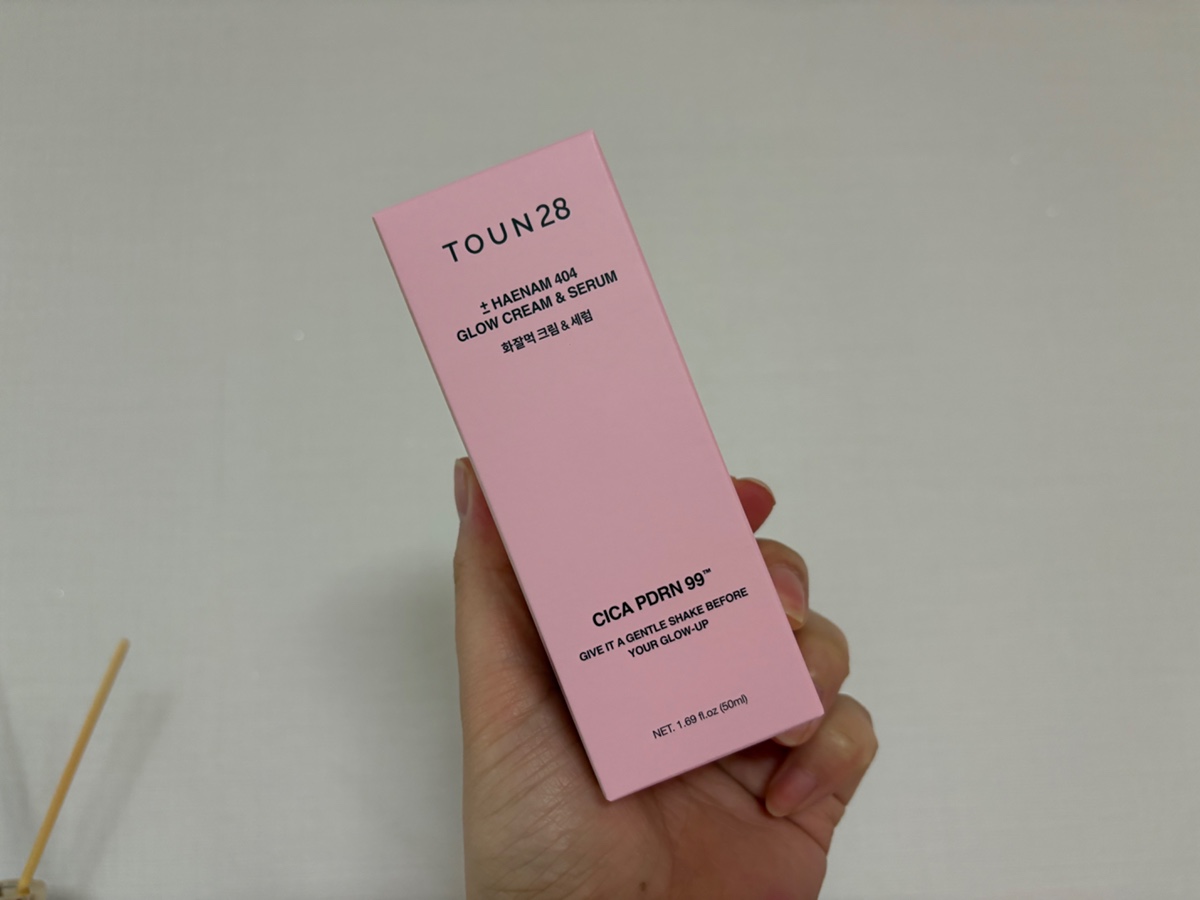 TOUN28
± HAENAM 404
GLOW CREAM & SERUM
화잘먹 크림 & 세럼
CICA PDRN 99™
GIVE IT A GENTLE SHAKE BEFORE
YOUR GLOW-UP
NET. 1.69 fl.oz (50ml)